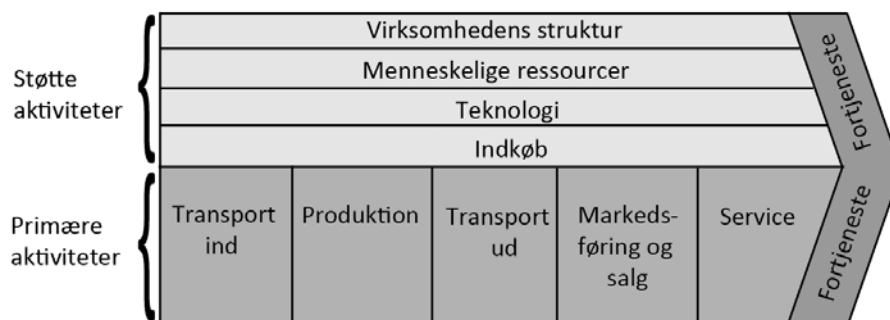 Støtte
aktiviteter
Virksomhedens struktur
Menneskelige ressourcer
Teknologi
Indkøb
Fortjeneste
Primære
aktiviteter
Transport
ind
Produktion
Transport
ud
Markeds-
føring og
salg
Service
Fortjeneste